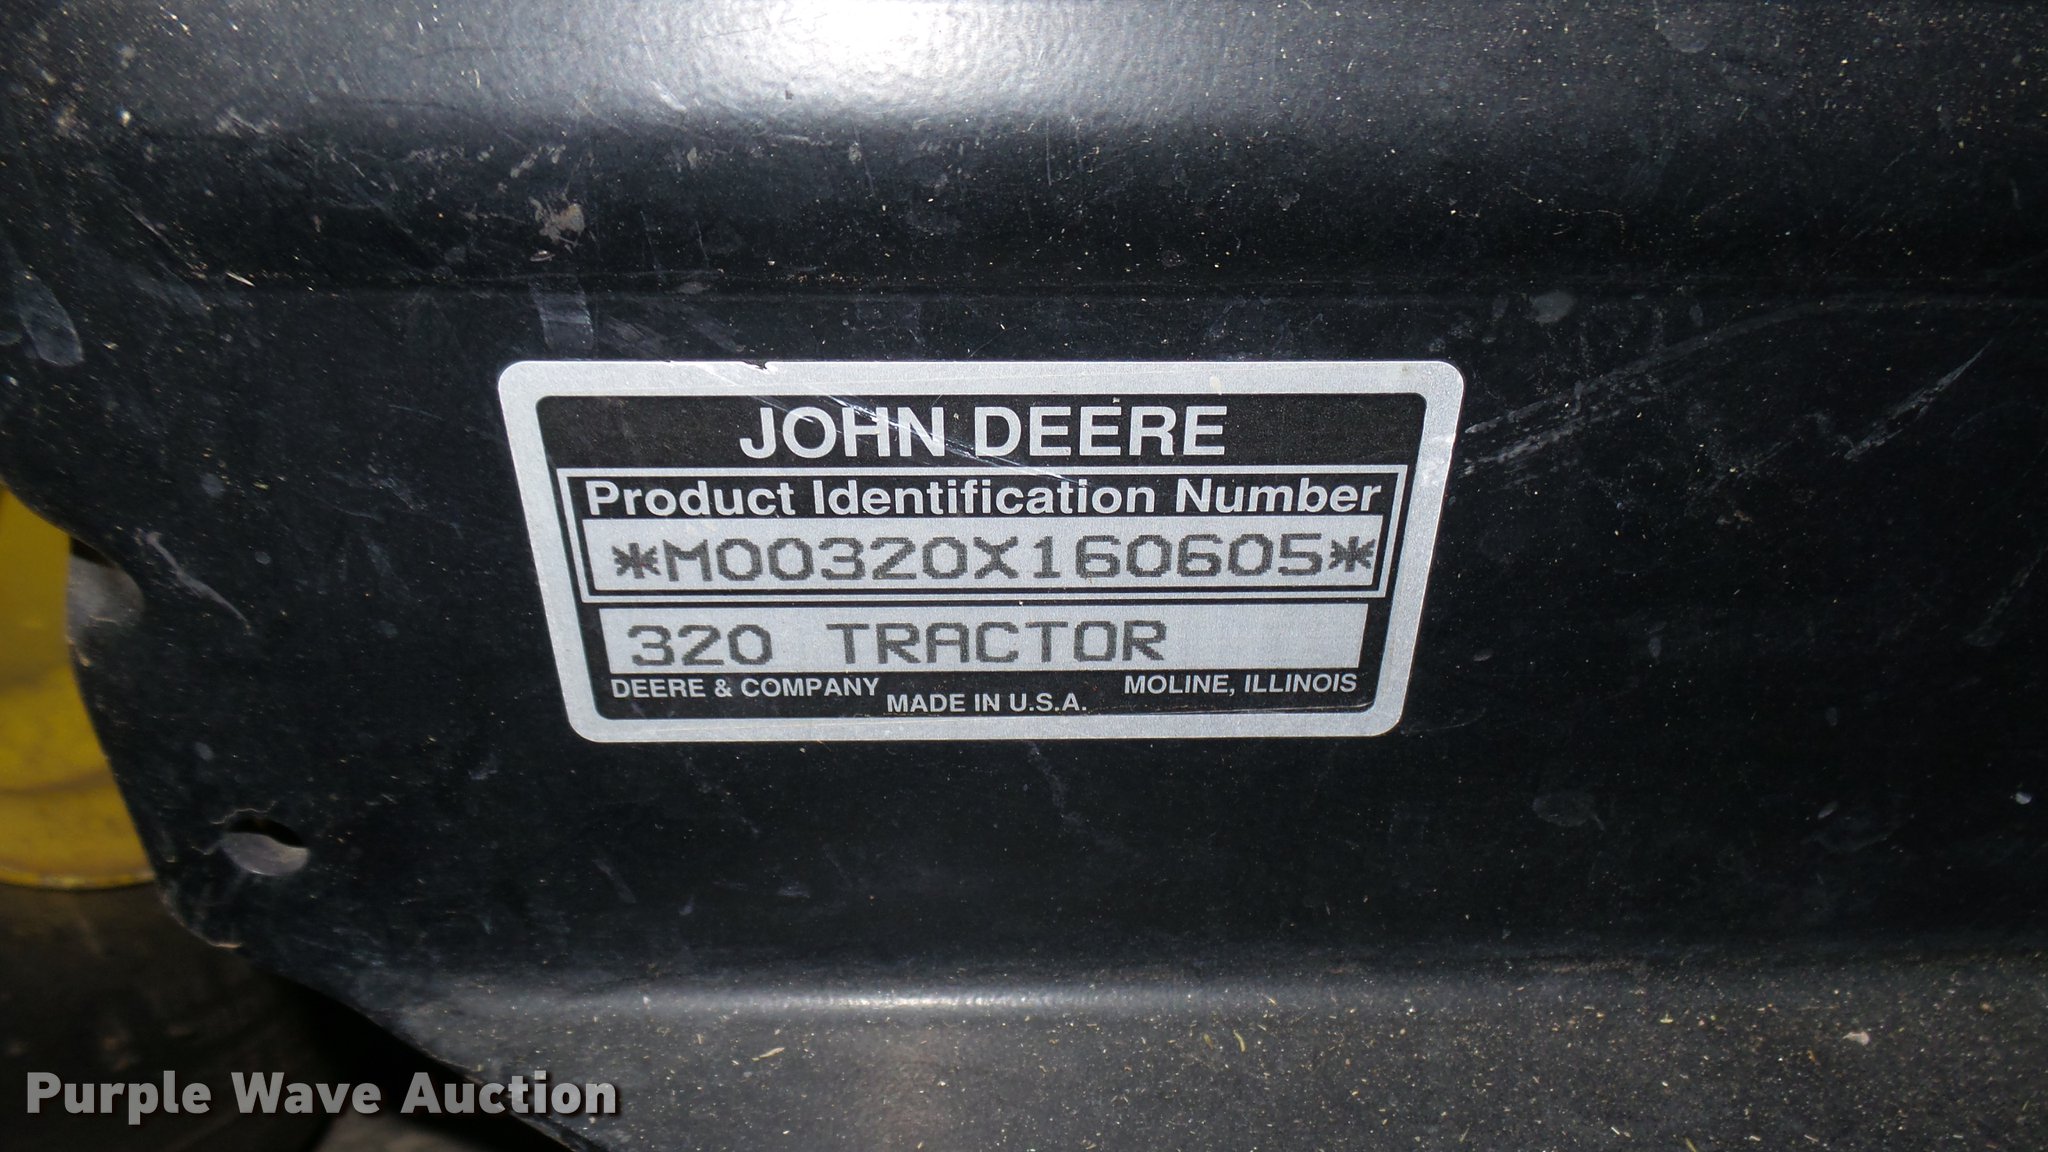 JOHN DEERE
Product Identification Number
*M00320X160605*
320 TRACTOR
DEERE & COMPANY MOLINE, ILLINOIS
MADE IN U.S.A.
Purple Wave Auction